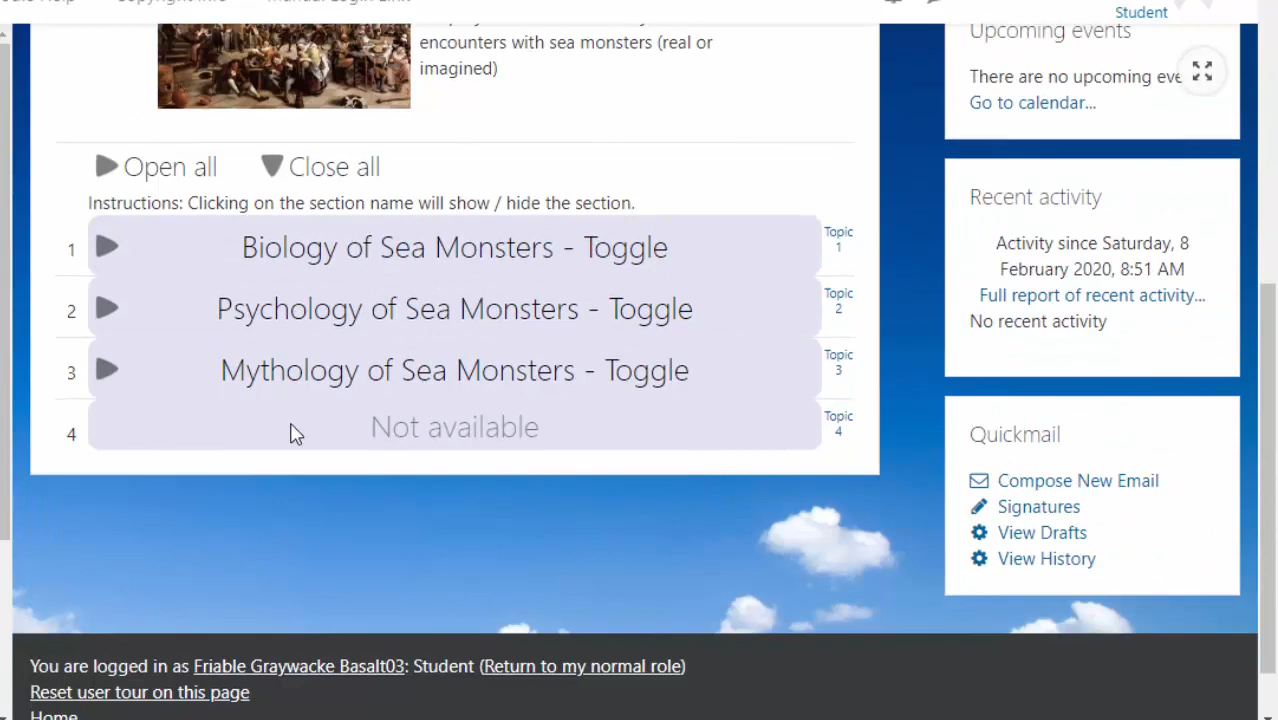 Student
encounters with sea monsters (real or
imagined)
Upcoming events
There are no upcoming eve
Go to calendar...
Open all
Close all
Instructions: Clicking on the section name will show / hide the section.
1
Biology of Sea Monsters - Toggle
Topic
1
2
Psychology of Sea Monsters - Toggle
Topic
2
3
Mythology of Sea Monsters - Toggle
Topic
3
4
Not available
Topic
4
Recent activity
Activity since Saturday, 8
February 2020, 8:51 AM
Full report of recent activity...
No recent activity
Quickmail
Compose New Email
Signatures
View Drafts
View History
You are logged in as Friable Graywacke Basalt03: Student (Return to my normal role)
Reset user tour on this page
Home